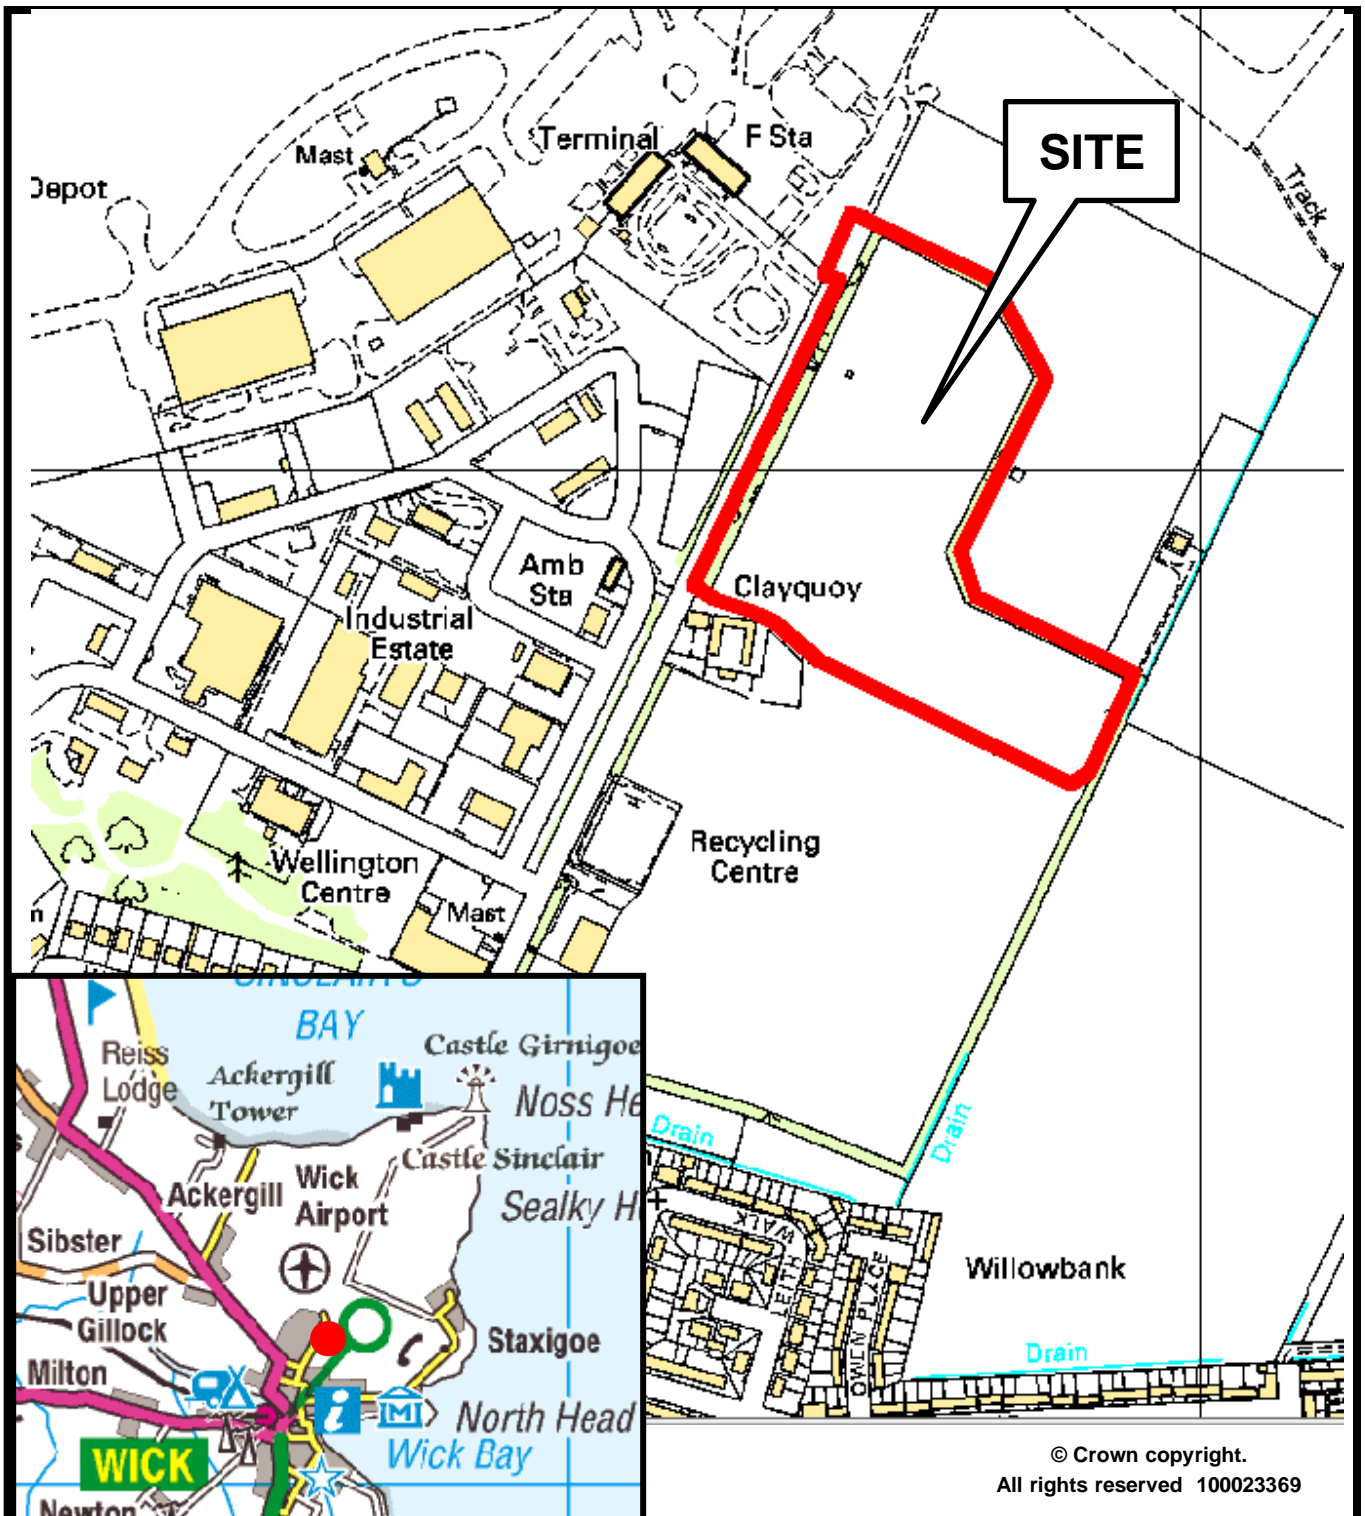 SITE
Terminal
F Sta
Mast
Depot
Track
Amb
Sta
Clayquoy
Industrial
Estate
Recycling
Centre
Wellington
Centre
Mast
BAY
Castle Girnigoe
Reiss
Lodge
Ackergill
Tower
Noss He
Castle Sinclair
Wick
Airport
Ackergill
Sealky H
Sibster
Upper
Gillock
Staxigoe
Milton
North Head
Wick Bay
WICK
Newton
Drain
Drain
WALK
ETH
OWEN PLACE
Willowbank
Drain
© Crown copyright.
All rights reserved 100023369